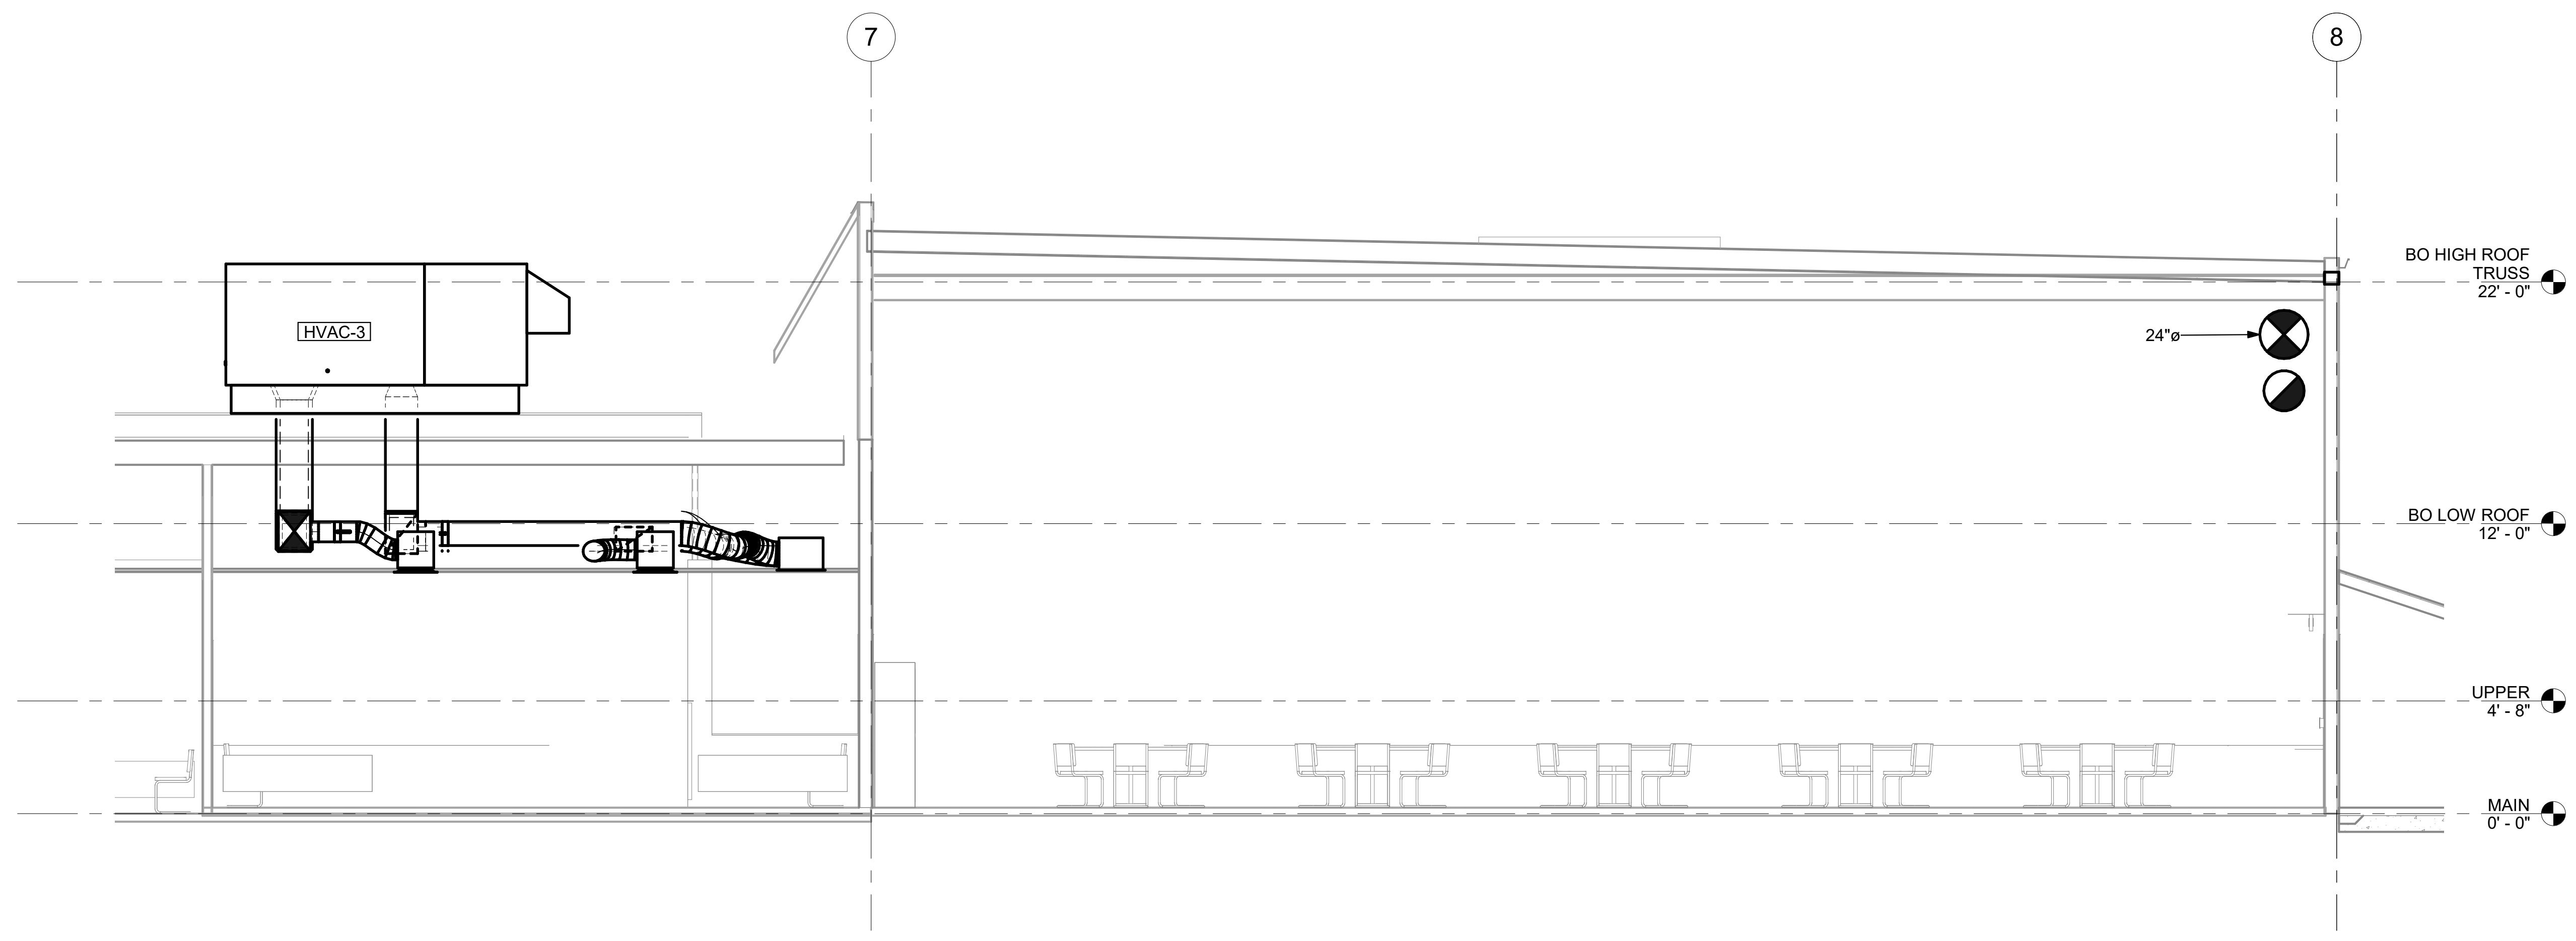 7
8
BO HIGH ROOF
TRUSS
22' - 0"
HVAC-3
24"ø
BO LOW ROOF
12' - 0"
UPPER
4' - 8"
MAIN
0' - 0"